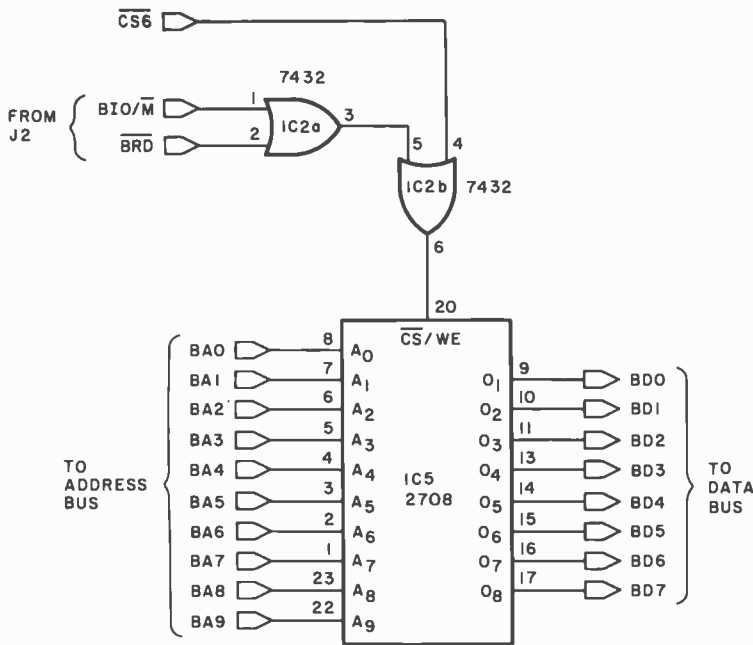 C̅S̅6̅
7432
FROM J2
BIO/M̅
1
IC2a
3
B̅R̅D̅
2
5
4
IC2b
7432
6
20
C̅S̅/WE
BA0
8
A0
BA1
7
A1
9
O1
BD0
BA2
6
A2
10
O2
BD1
BA3
5
A3
11
O3
BD2
BA4
4
A4
13
O4
BD3
TO
ADDRESS
BUS
IC5
2708
TO
DATA
BUS
BA5
3
A5
14
O5
BD4
BA6
2
A6
15
O6
BD5
BA7
1
A7
16
O7
BD6
BA8
23
A8
17
O8
BD7
BA9
22
A9